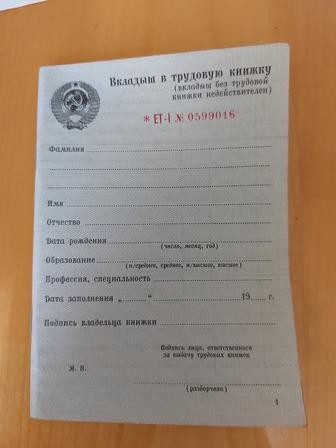 Вкладыш в трудовую книжку
(вкладыш без трудовой
книжки недействителен)
* ЕТ-I № 0599016
Фамилия
Имя
Отчество
Дата рождения
(число, месяц, год)
Образование
(н/среднее, среднее, н/высшее, высшее)
Профессия, специальность
Дата заполнения „ “ 19 г.
Подпись владельца книжки
Подпись лица, ответственного
за выдачу трудовых книжек
М. П.
(разборчиво)
1